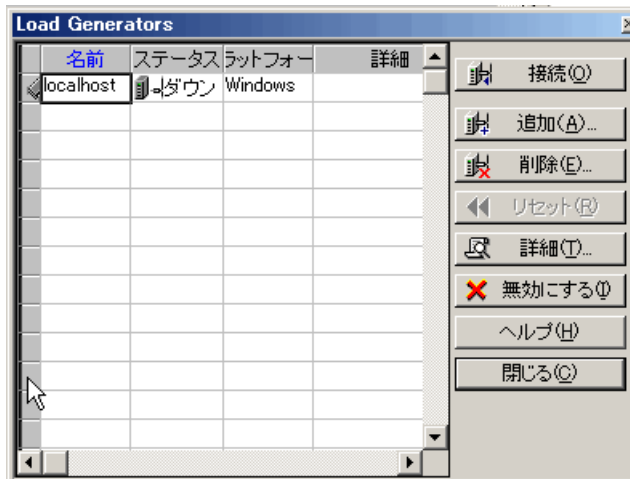 Load Generators
名前 ステータス ラットフォー 詳細
localhost ダウン Windows
接続(O)
追加(A)...
削除(E)...
リセット(R)
詳細(T)...
無効にする(I)
ヘルプ(H)
閉じる(C)